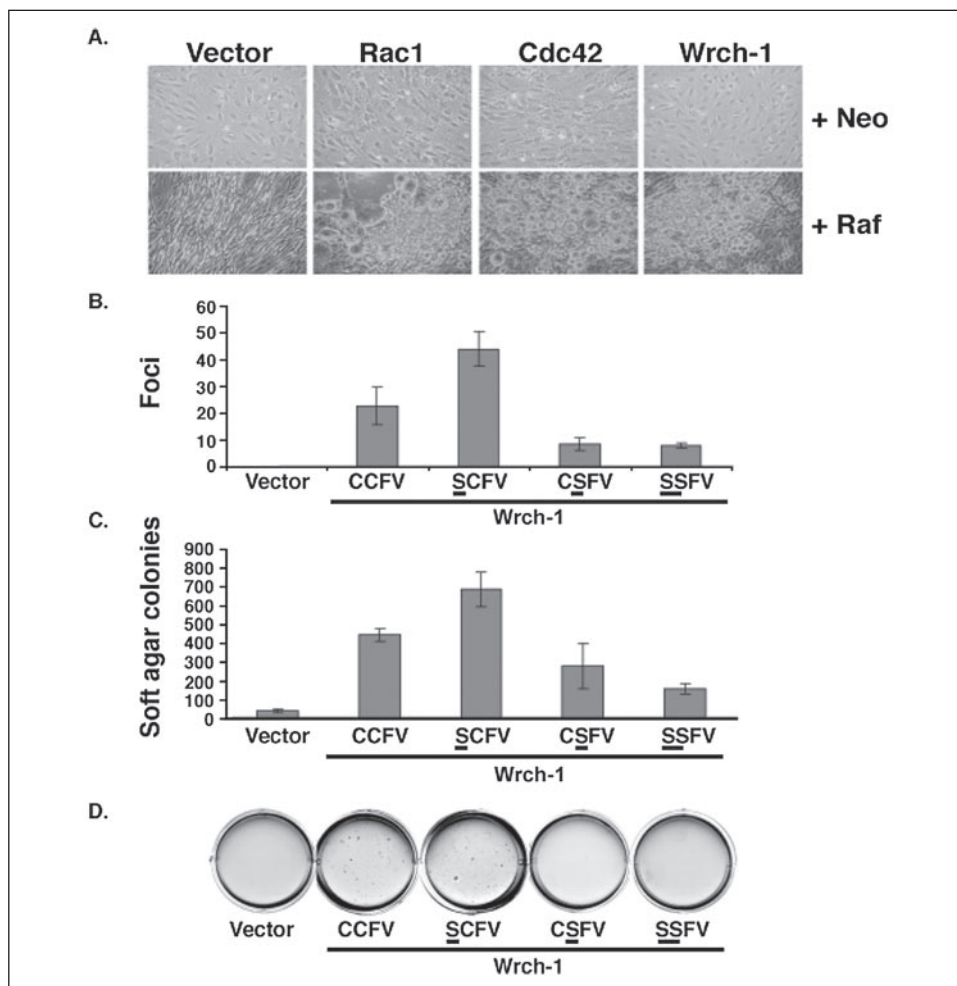 A.
Vector Rac1 Cdc42 Wrch-1
+ Neo
+ Raf
B.
Foci
60
50
40
30
20
10
0
Vector CCFV SCFV CSFV SSFV
Wrch-1
C.
Soft agar colonies
900
800
700
600
500
400
300
200
100
0
Vector CCFV SCFV CSFV SSFV
Wrch-1
D.
Vector CCFV SCFV CSFV SSFV
Wrch-1